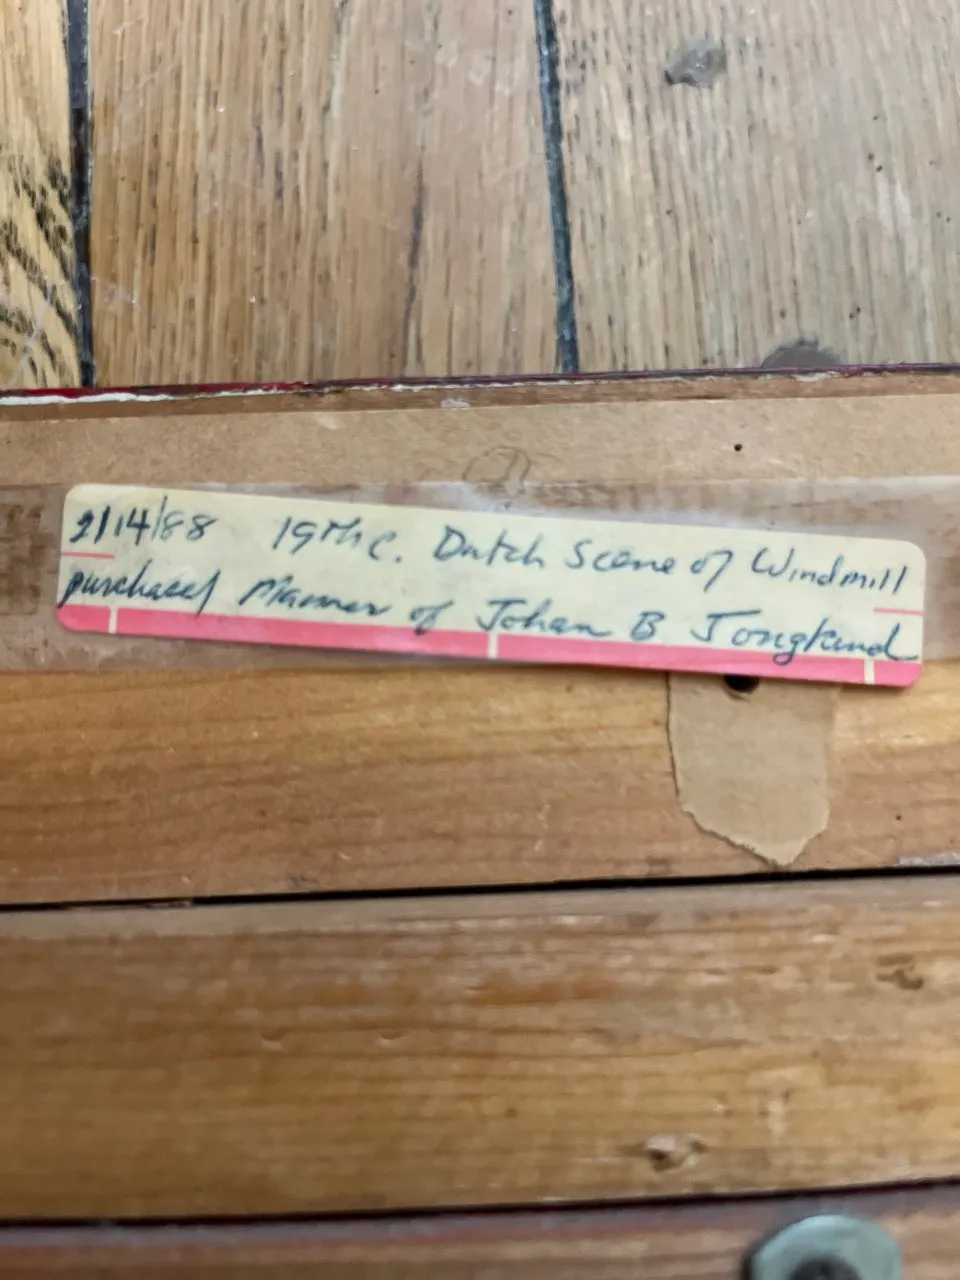 2/14/88 19th c. Dutch Scene of Windmill
purchased Manner of Johan B Jongkind